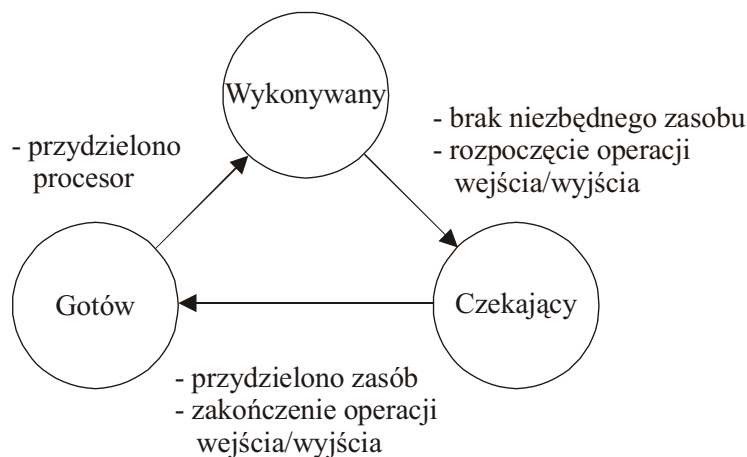 Wykonywany
- brak niezbędnego zasobu
- rozpoczęcie operacji
wejścia/wyjścia
- przydzielono
procesor
Gotów
Czekający
- przydzielono zasób
- zakończenie operacji
wejścia/wyjścia